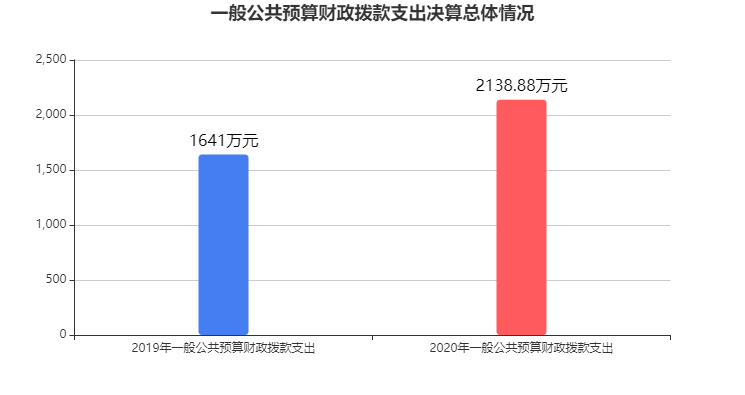 一般公共预算财政拨款支出决算总体情况
2,500
2138.88万元
2,000
1641万元
1,500
1,000
500
0
2019年一般公共预算财政拨款支出
2020年一般公共预算财政拨款支出